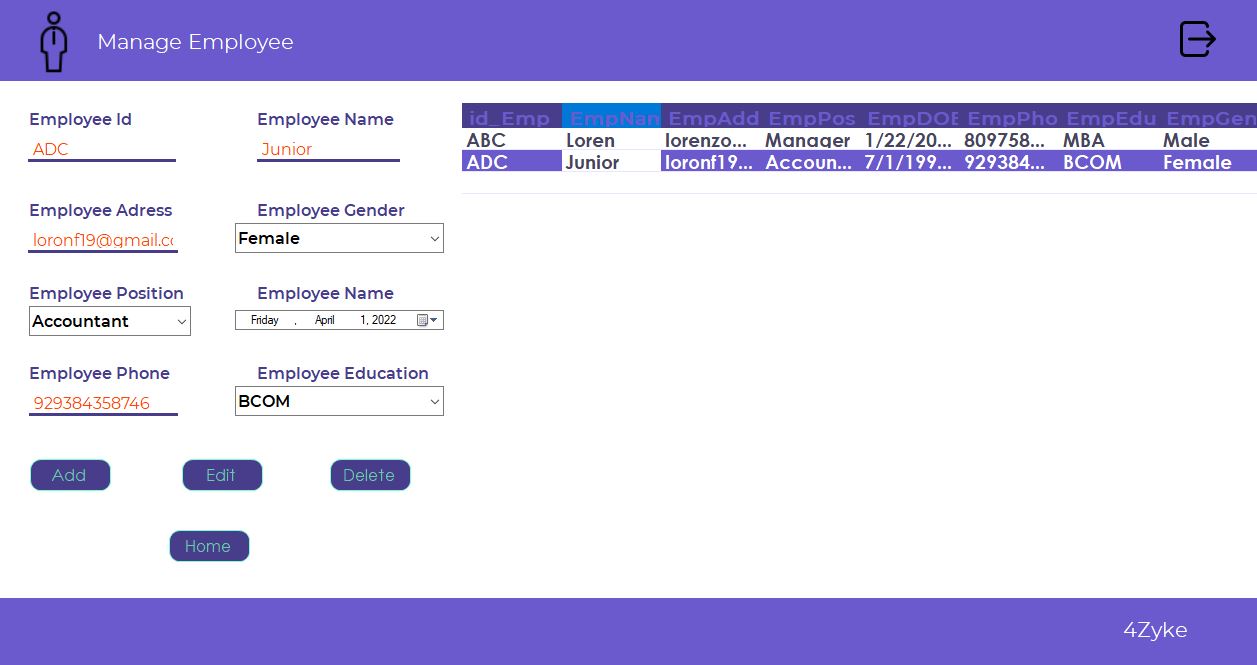 Manage Employee
Employee Id
Employee Name
ADC
Junior
Employee Adress
Employee Gender
loronf19@gmail.cc
Female
Employee Position
Employee Name
Accountant
Friday , April 1, 2022
Employee Phone
Employee Education
929384358746
BCOM
Add
Edit
Delete
Home
id_Emp EmpNan EmpAdd EmpPos EmpDOB EmpPho EmpEdu EmpGen
ABC Loren lorenzo... Manager 1/22/20... 809758... MBA Male
ADC Junior loronf19... Accoun... 7/1/199... 929384... BCOM Female
4Zyke